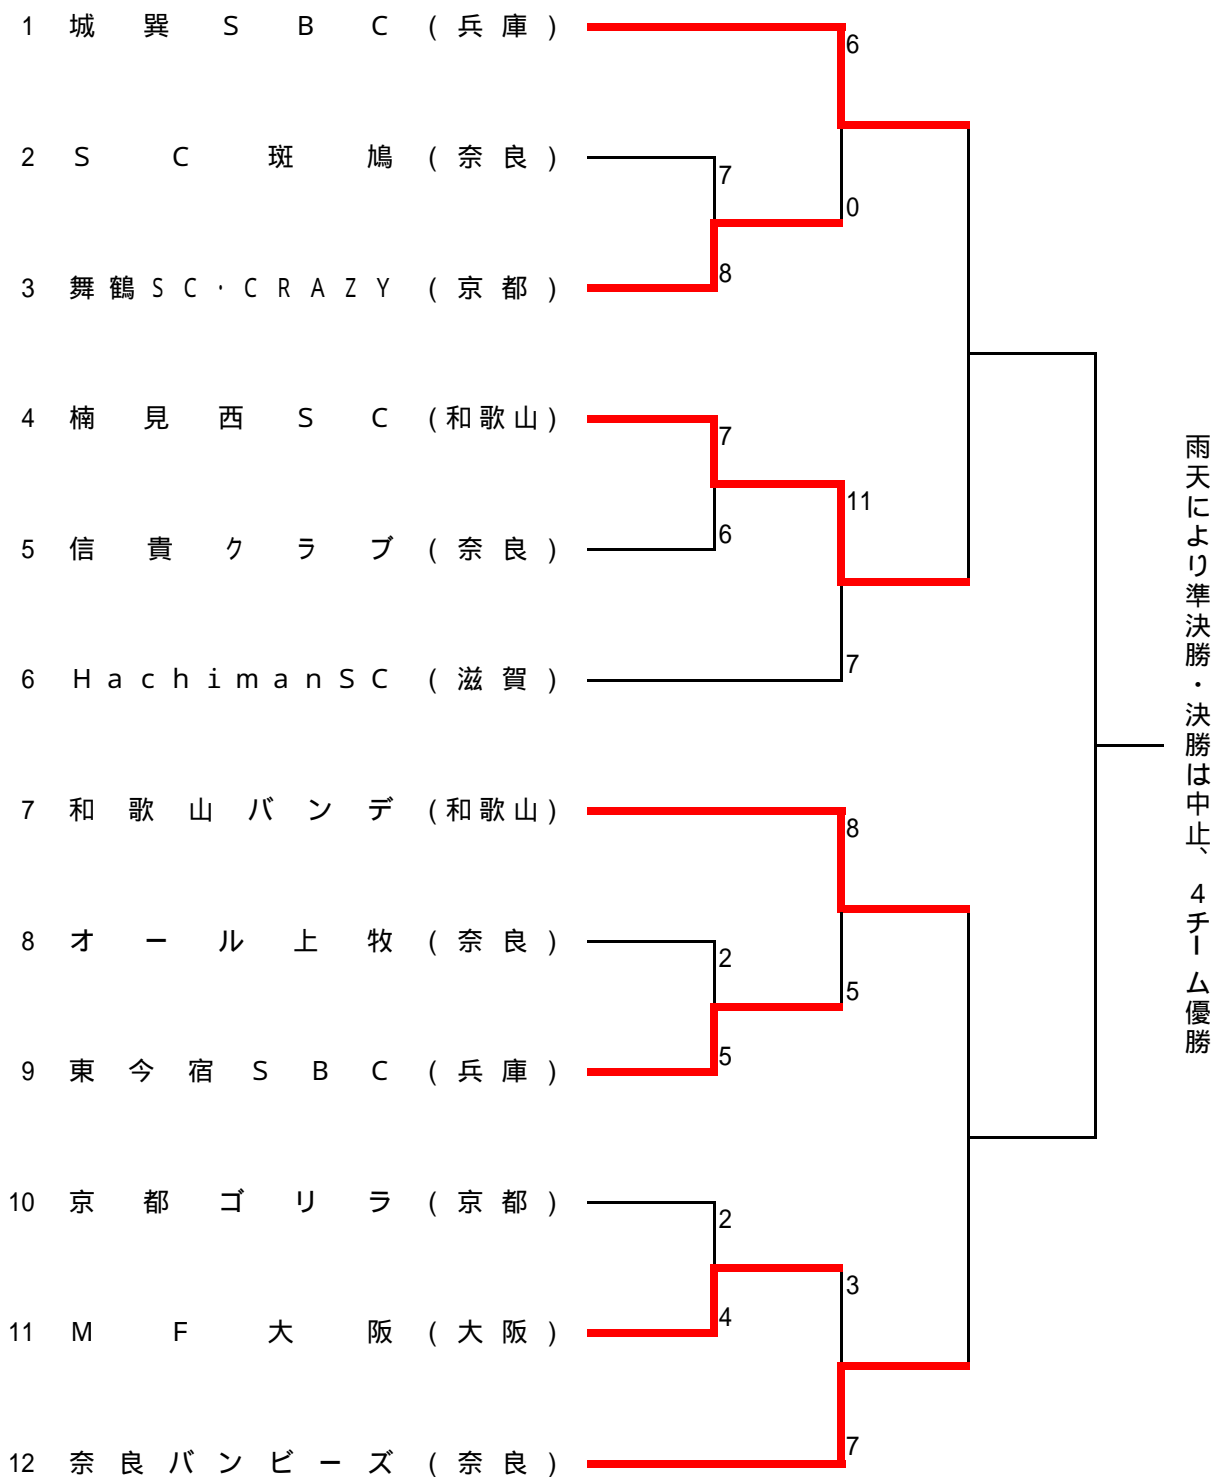 1 城巽SBC (兵庫)
6
2 SC斑鳩 (奈良)
7
0
3 舞鶴SC・CRAZY (京都)
8
4 楠見西SC (和歌山)
7
11
5 信貴クラブ (奈良)
6
6 HachimanSC (滋賀)
7
7 和歌山バンデ (和歌山)
8
8 オール上牧 (奈良)
2
5
9 東今宿SBC (兵庫)
5
10 京都ゴリラ (京都)
2
3
11 MF大阪 (大阪)
4
12 奈良バンビーズ (奈良)
7
雨天により準決勝・決勝は中止、4チーム優勝